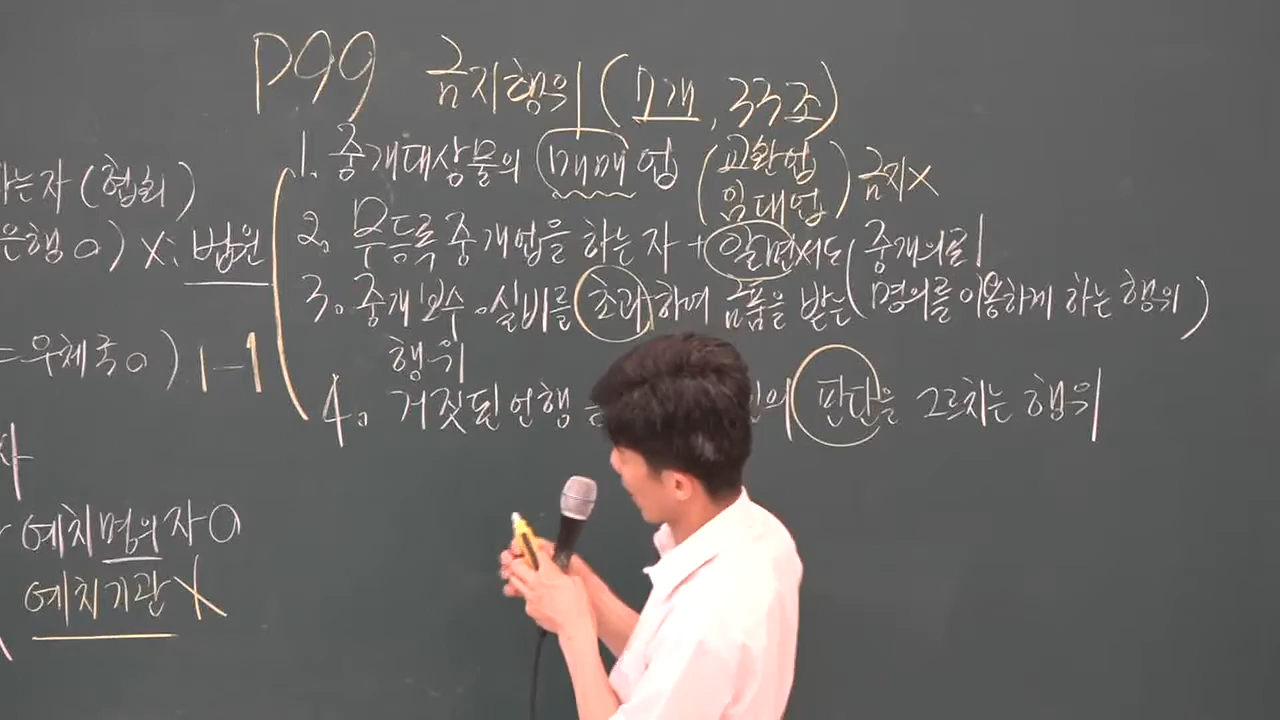 P99 금지행위 (7개, 33조)
1. 중개대상물의 매매업 (교환업 임대업) 금지X
2. 무등록중개업을 하는 자 + 알면서도 (중개의뢰
명의를 이용하게 하는 행위)
3. 중개보수·실비를 초과하여 금품을 받는
행위
4. 거짓된 언행 판단을 그르치는 행위
는자 (협회)
은행 O) X: 법원
= 우체국 O) 1-1
자
예치명의자 O
예치기관 X